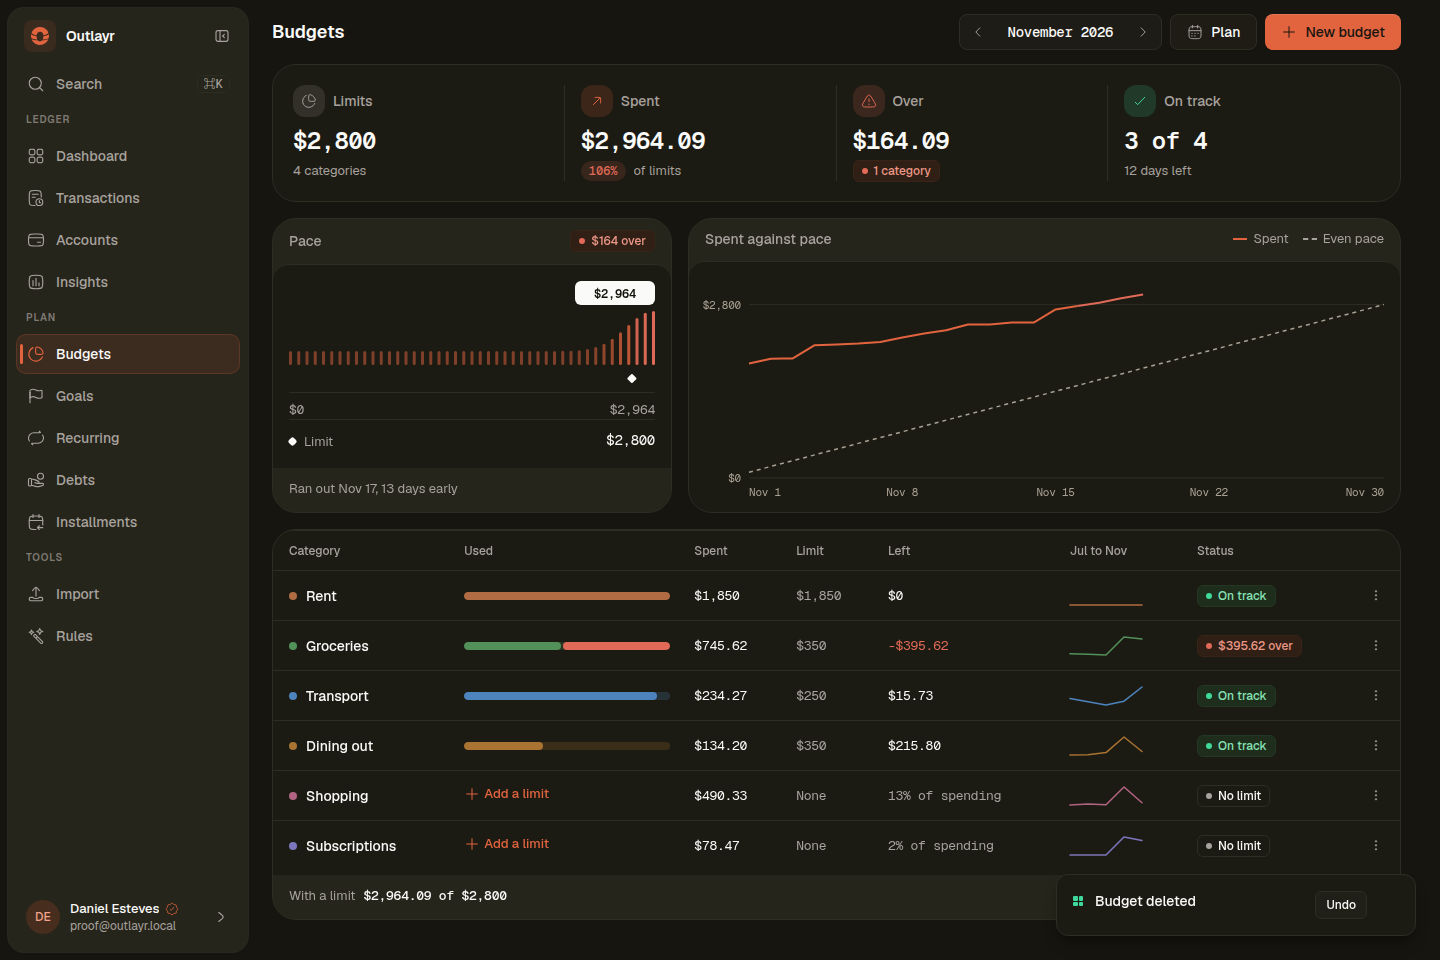 Outlayr
Search
⌘K
LEDGER
Dashboard
Transactions
Accounts
Insights
PLAN
Budgets
Goals
Recurring
Debts
Installments
TOOLS
Import
Rules
DE
Daniel Esteves
proof@outlayr.local
Budgets
November 2026
Plan
New budget
Limits
$2,800
4 categories
Spent
$2,964.09
106% of limits
Over
$164.09
1 category
On track
3 of 4
12 days left
Pace
$164 over
$2,964
$0 $2,964
Limit $2,800
Ran out Nov 17, 13 days early
Spent against pace
Spent Even pace
$2,800
$0
Nov 1 Nov 8 Nov 15 Nov 22 Nov 30
Category Used Spent Limit Left Jul to Nov Status
Rent $1,850 $1,850 $0 On track
Groceries $745.62 $350 -$395.62 $395.62 over
Transport $234.27 $250 $15.73 On track
Dining out $134.20 $350 $215.80 On track
Shopping Add a limit $490.33 None 13% of spending No limit
Subscriptions Add a limit $78.47 None 2% of spending No limit
With a limit $2,964.09 of $2,800
Budget deleted Undo